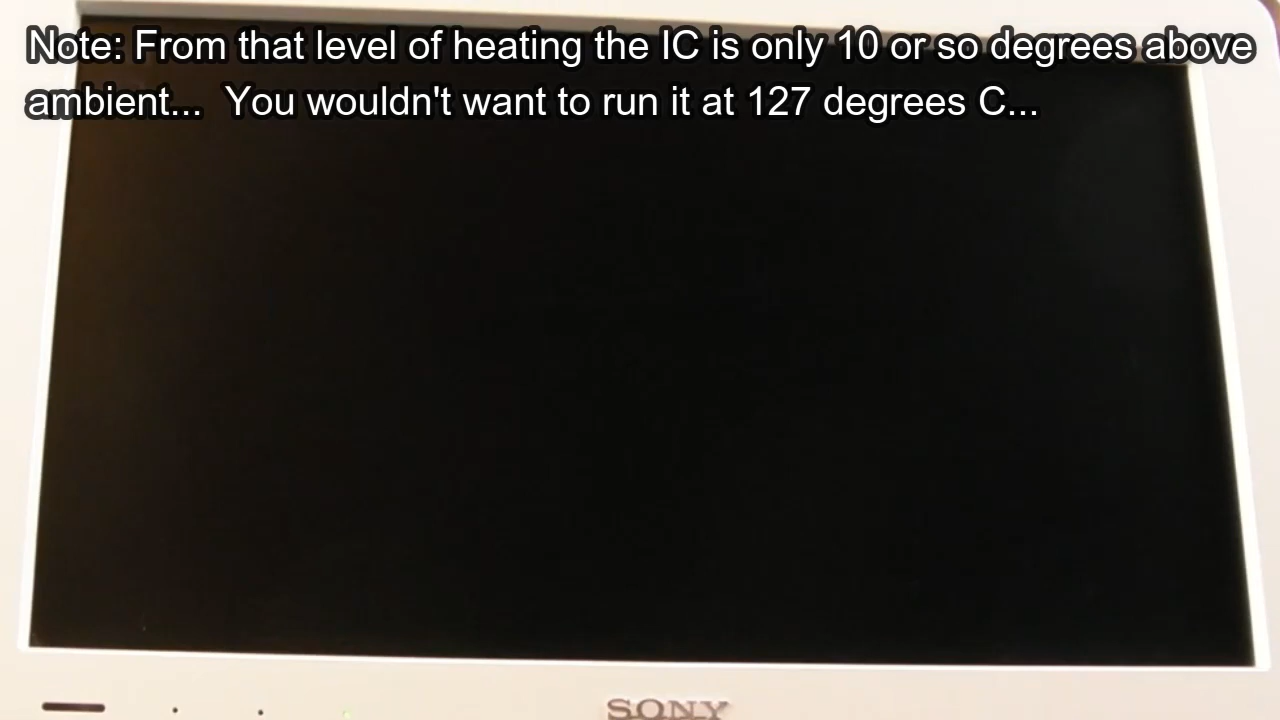 Note: From that level of heating the IC is only 10 or so degrees above
ambient...  You wouldn't want to run it at 127 degrees C...
SONY